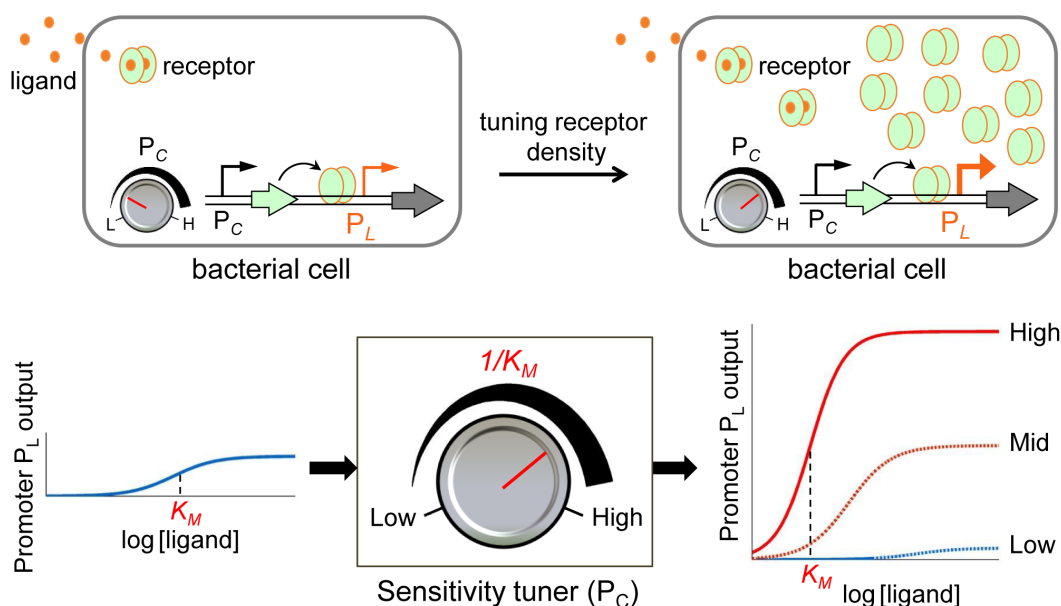 ligand
receptor
P_C
L
H
P_C
P_L
bacterial cell
tuning receptor
density
receptor
P_C
L
H
P_C
P_L
bacterial cell
Promoter P_L output
K_M
log [ligand]
1/K_M
Low
High
Sensitivity tuner (P_C)
Promoter P_L output
High
Mid
Low
K_M
log [ligand]